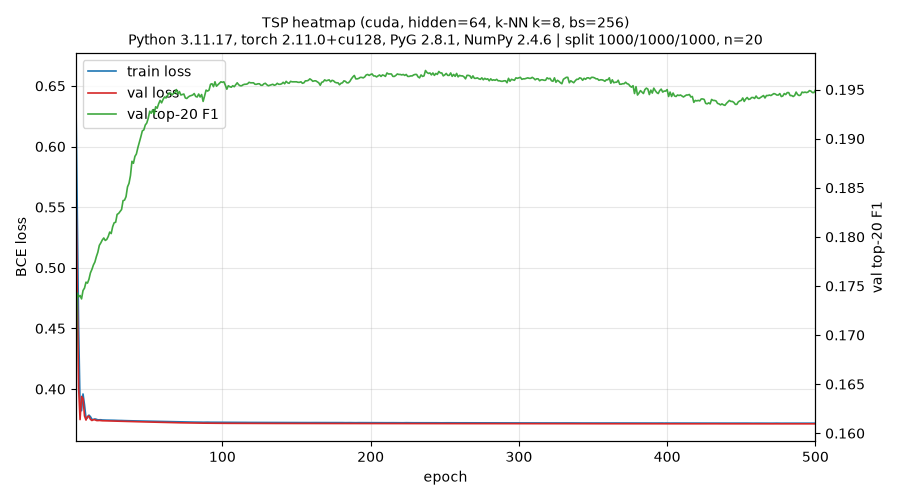 TSP heatmap (cuda, hidden=64, k-NN k=8, bs=256)
Python 3.11.17, torch 2.11.0+cu128, PyG 2.8.1, NumPy 2.4.6 | split 1000/1000/1000, n=20
train loss
val loss
val top-20 F1
0.65
0.60
0.55
0.50
0.45
0.40
BCE loss
0.195
0.190
0.185
0.180
0.175
0.170
0.165
0.160
val top-20 F1
100
200
300
400
500
epoch